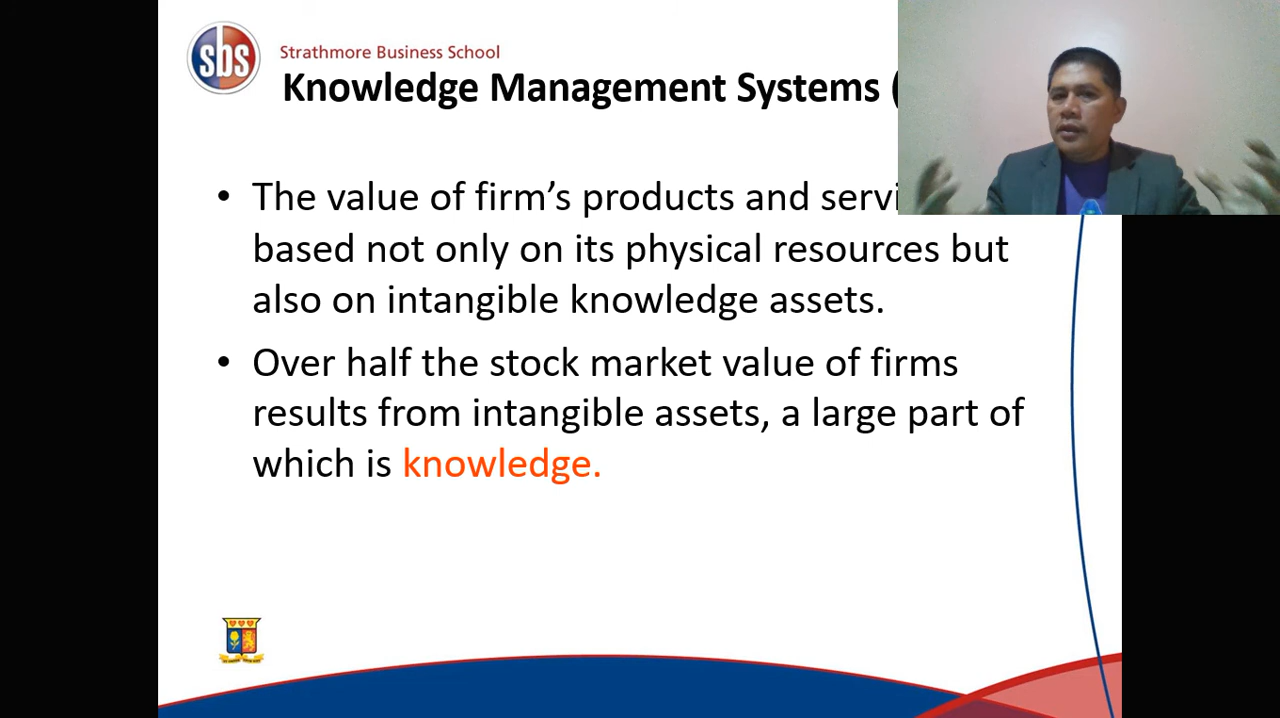 sbs
Strathmore Business School
Knowledge Management Systems (
• The value of firm's products and
based not only on its physical resources but
also on intangible knowledge assets.
• Over half the stock market value of firms
results from intangible assets, a large part of
which is knowledge.